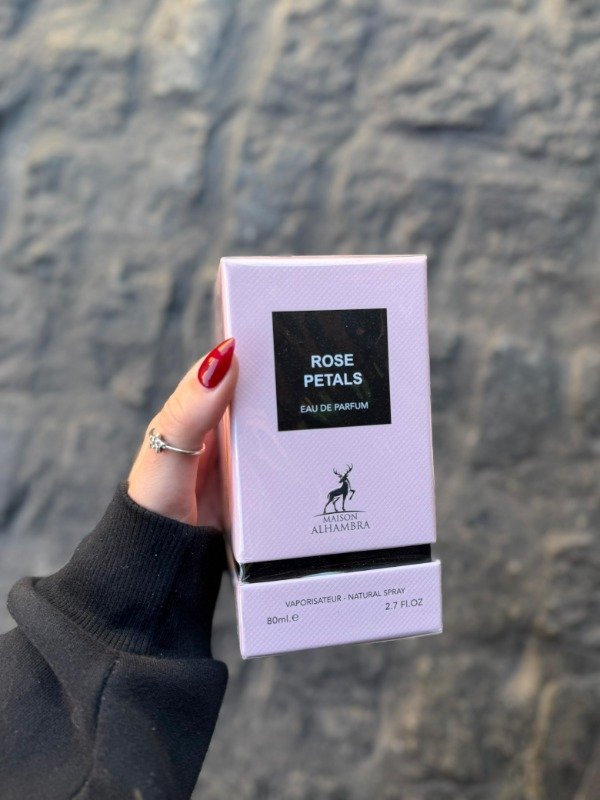 ROSE
PETALS
EAU DE PARFUM
MAISON
ALHAMBRA
VAPORISATEUR - NATURAL SPRAY
80ml.e 2.7 FL.OZ